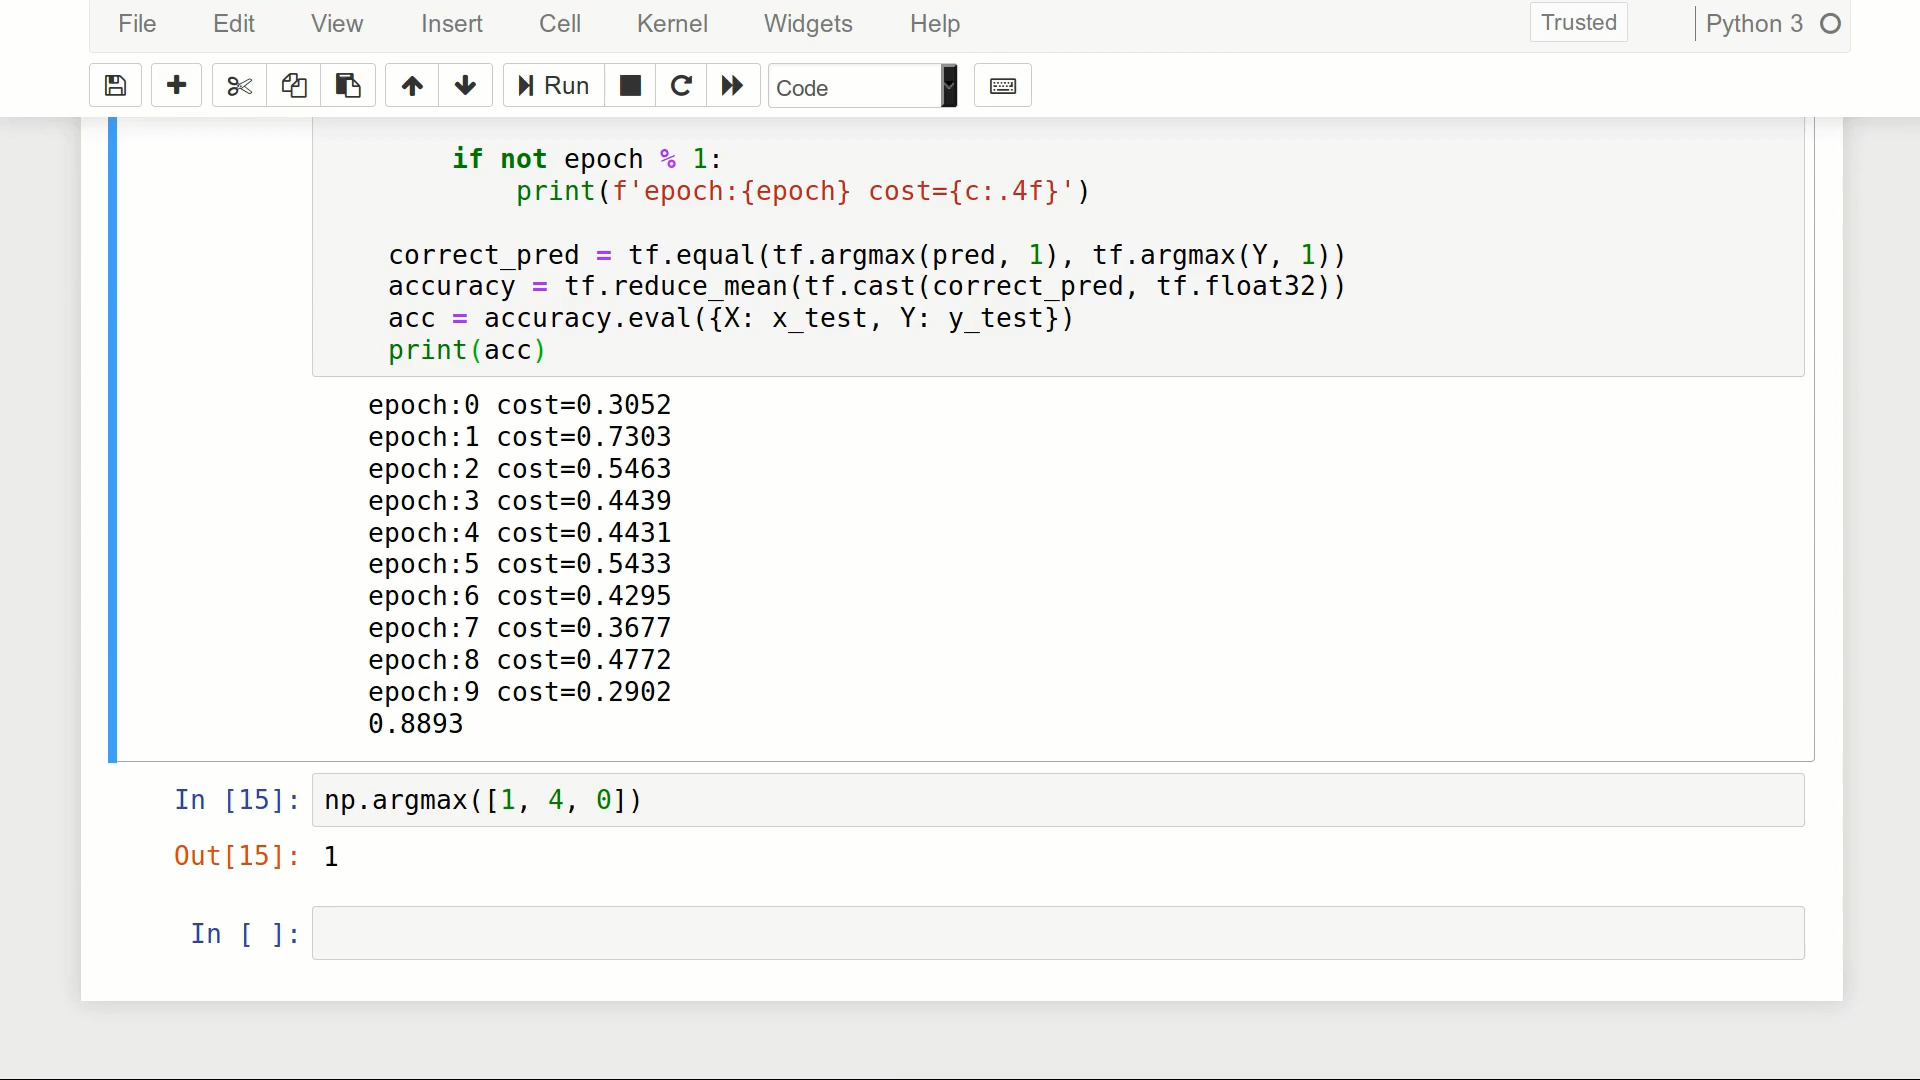 File Edit View Insert Cell Kernel Widgets Help Trusted Python 3
Run Code
if not epoch % 1:
print(f'epoch:{epoch} cost={c:.4f}')
correct_pred = tf.equal(tf.argmax(pred, 1), tf.argmax(Y, 1))
accuracy = tf.reduce_mean(tf.cast(correct_pred, tf.float32))
acc = accuracy.eval({X: x_test, Y: y_test})
print(acc)
epoch:0 cost=0.3052
epoch:1 cost=0.7303
epoch:2 cost=0.5463
epoch:3 cost=0.4439
epoch:4 cost=0.4431
epoch:5 cost=0.5433
epoch:6 cost=0.4295
epoch:7 cost=0.3677
epoch:8 cost=0.4772
epoch:9 cost=0.2902
0.8893
In [15]: np.argmax([1, 4, 0])
Out[15]: 1
In [ ]: